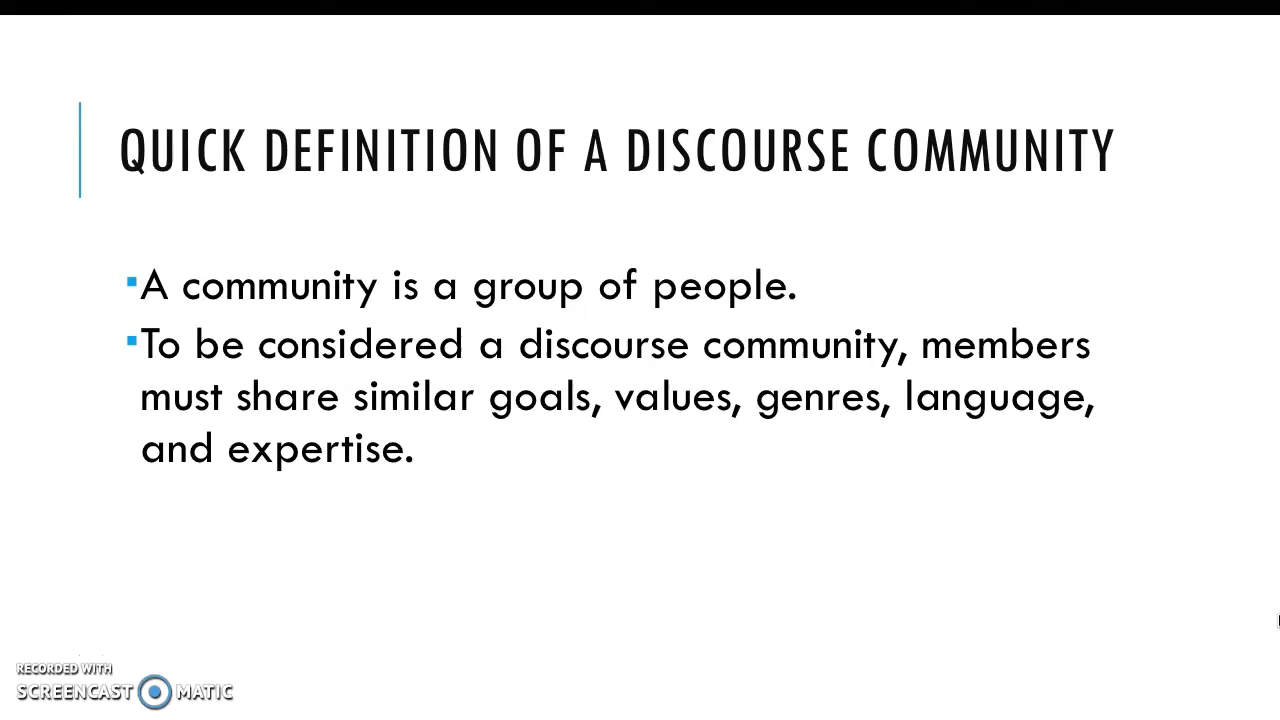 QUICK DEFINITION OF A DISCOURSE COMMUNITY
▪A community is a group of people.
▪To be considered a discourse community, members
must share similar goals, values, genres, language,
and expertise.
RECORDED WITH
SCREENCAST MATIC